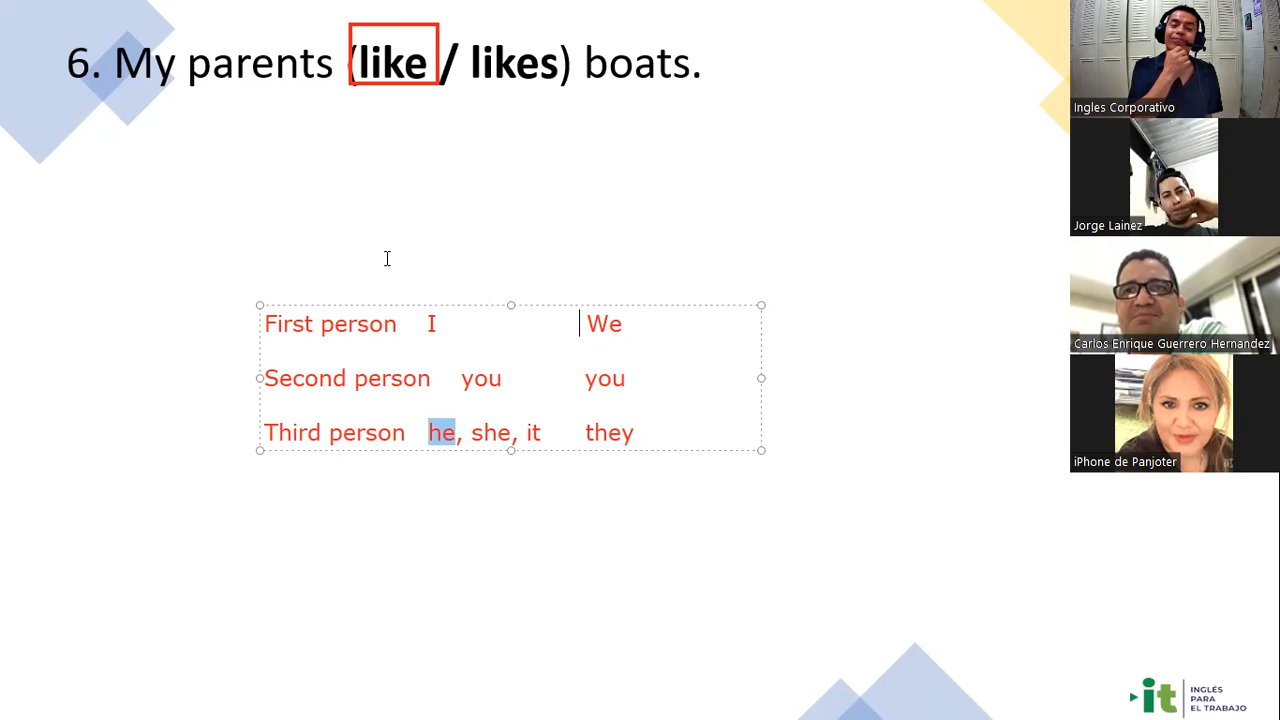 6. My parents (like / likes) boats.
First person I We
Second person you you
Third person he, she, it they
Ingles Corporativo
Jorge Lainez
Carlos Enrique Guerrero Hernandez
iPhone de Panjoter
it INGLÉS
PARA
EL TRABAJO